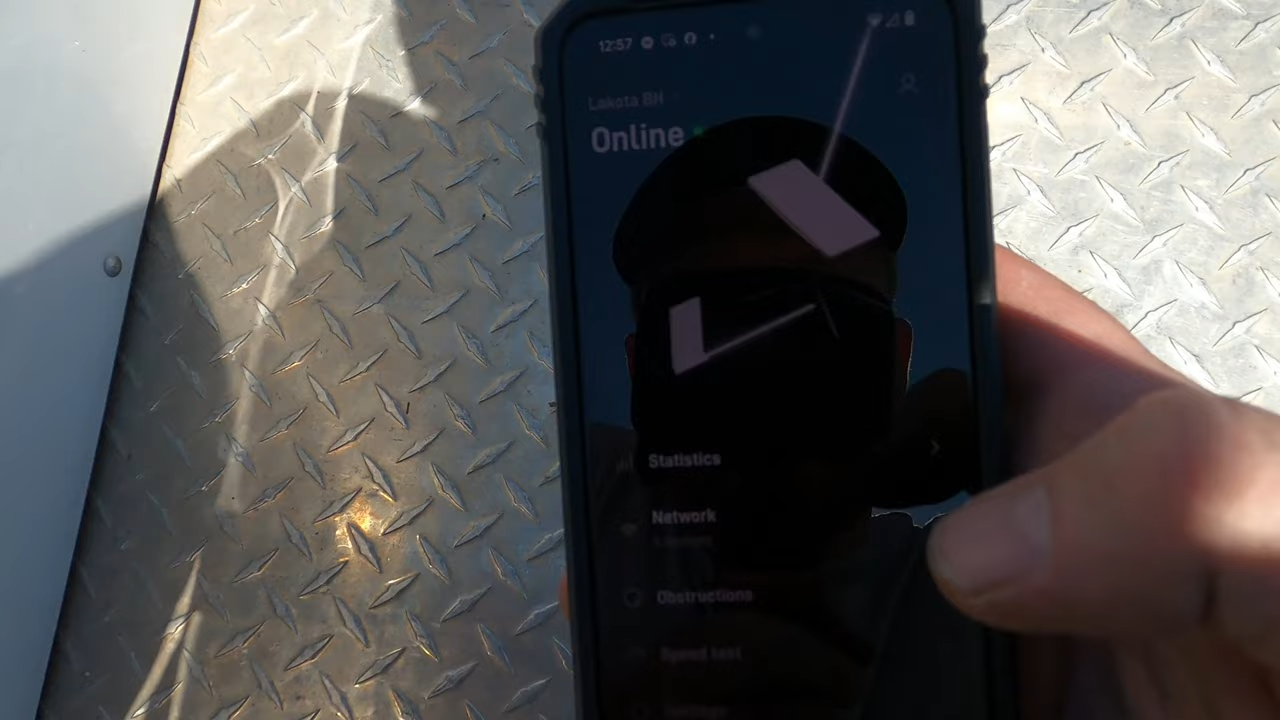 12:57
Lakota BH
Online
Statistics
Network
Obstructions
Speed test